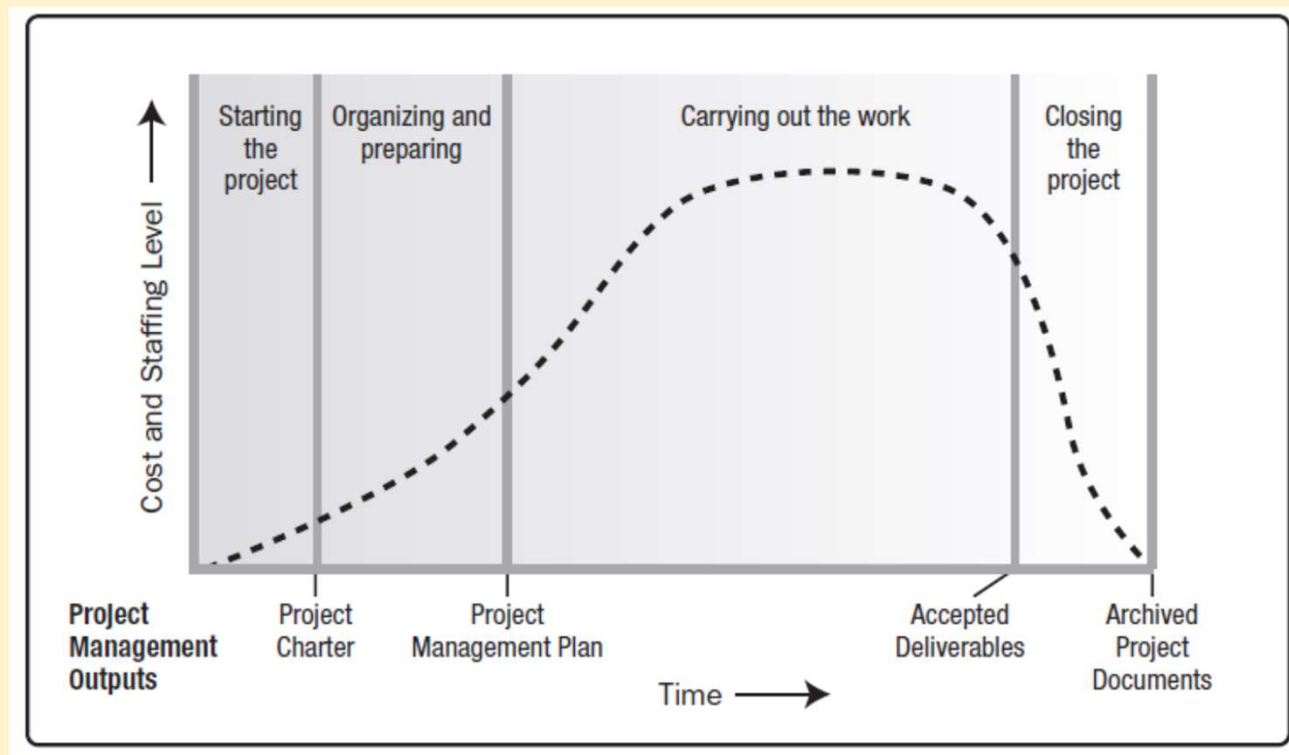 Starting
the
project
Organizing and
preparing
Carrying out the work
Closing
the
project
Cost and Staffing Level
Project
Management
Outputs
Project
Charter
Project
Management Plan
Accepted
Deliverables
Archived
Project
Documents
Time